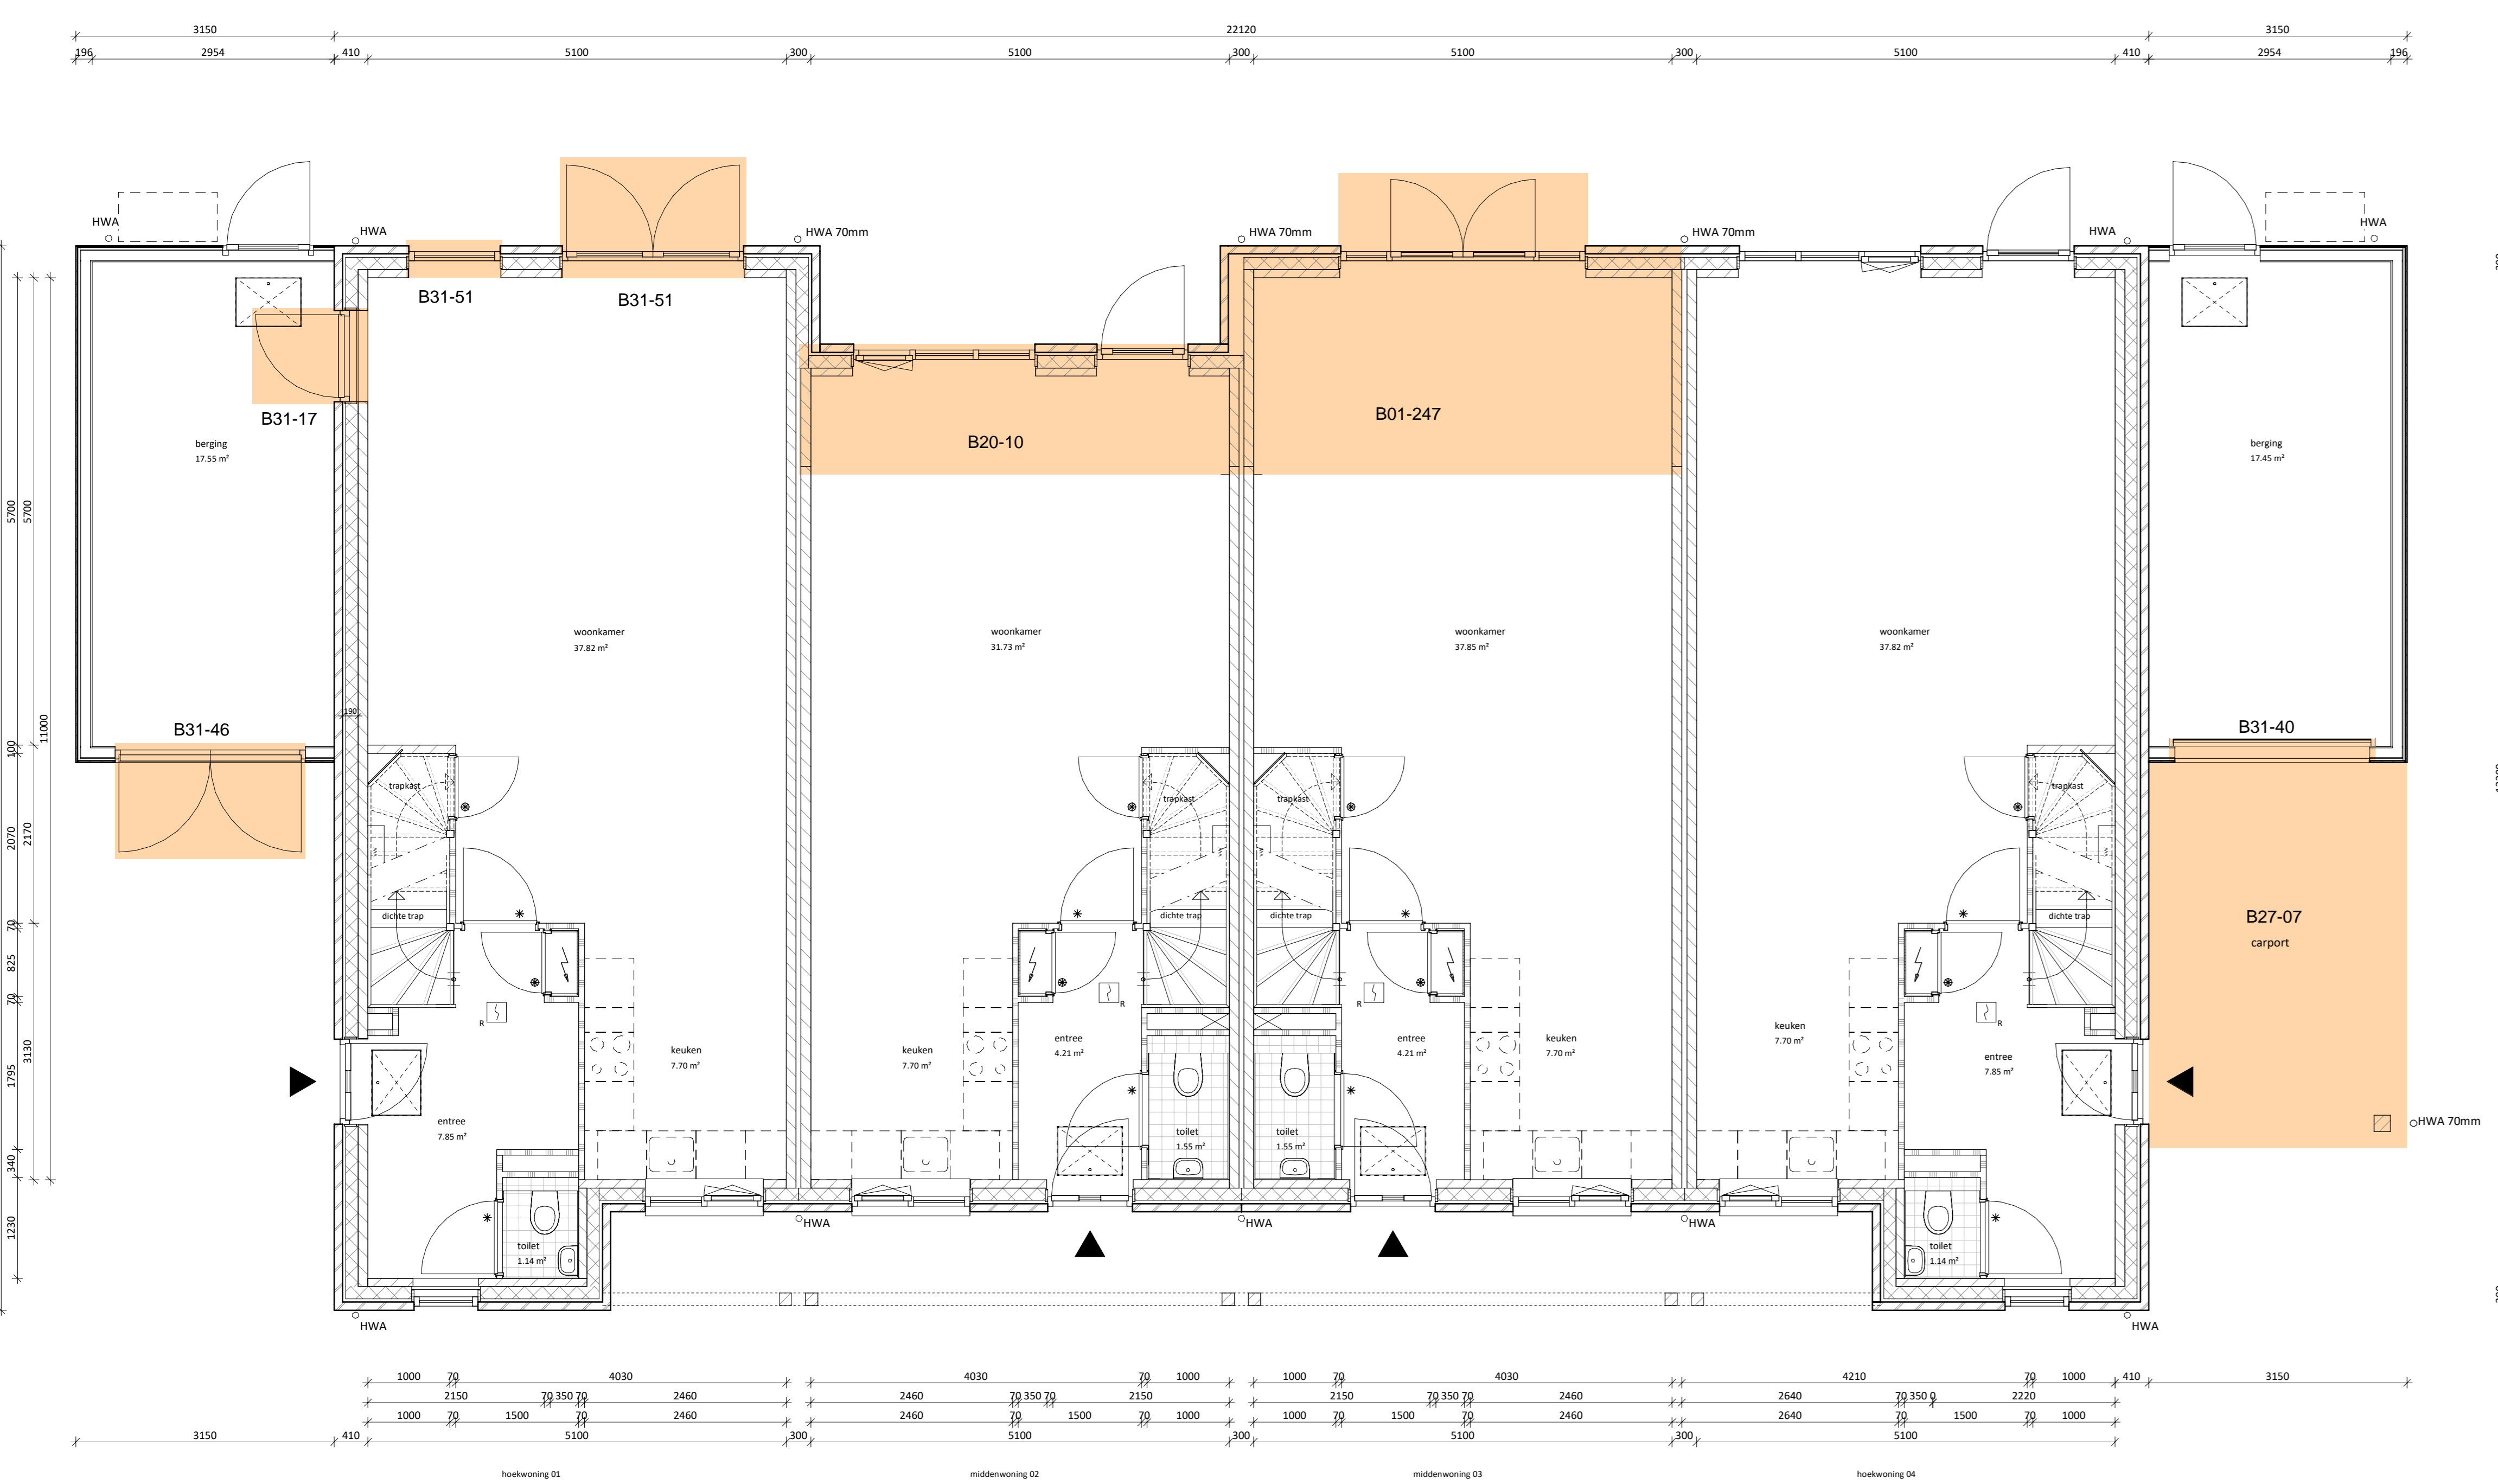 3150 22120 3150
196 2954 410 5100 300 5100 300 5100 300 5100 410 2954 196
HWA
HWA
HWA 70mm
HWA 70mm
HWA 70mm
HWA
HWA
B31-51
B31-51
B31-17
B20-10
B01-247
berging
17.55 m²
berging
17.45 m²
5700
5700
11000
woonkamer
37.82 m²
woonkamer
31.73 m²
woonkamer
37.85 m²
woonkamer
37.82 m²
190
B31-46
B31-40
100
2070
2170
trapkast
trapkast
trapkast
trapkast
dichte trap
dichte trap
dichte trap
dichte trap
B27-07
carport
70
825
70
3130
1795
340
1230
R
R
R
R
keuken
7.70 m²
keuken
7.70 m²
entree
4.21 m²
entree
4.21 m²
keuken
7.70 m²
keuken
7.70 m²
entree
7.85 m²
entree
7.85 m²
HWA 70mm
toilet
1.55 m²
toilet
1.55 m²
HWA
HWA
HWA
toilet
1.14 m²
toilet
1.14 m²
HWA
HWA
1000 70 4030 4030 70 1000 1000 70 4030 4210 70 1000 410 3150
2150 70 350 70 2460 2460 70 350 70 2150 2150 70 350 70 2460 2640 70 350 0 2220
1000 70 1500 70 2460 2460 70 1500 70 1000 1000 70 1500 70 2460 2640 70 1500 70 1000
3150 410 5100 300 5100 300 5100 300 5100
hoekwoning 01 middenwoning 02 middenwoning 03 hoekwoning 04